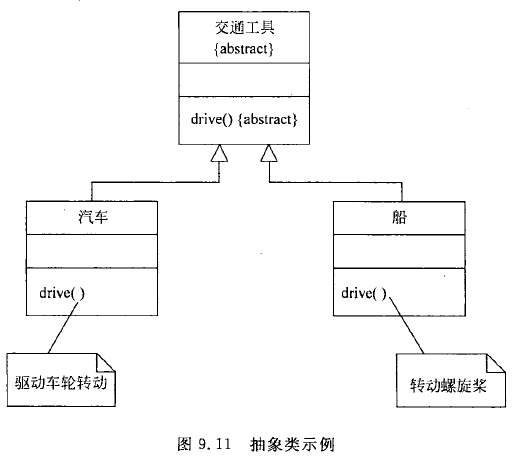 交通工具
{abstract}
drive() {abstract}
汽车
船
drive( )
drive( )
驱动车轮转动
转动螺旋桨
图 9.11 抽象类示例